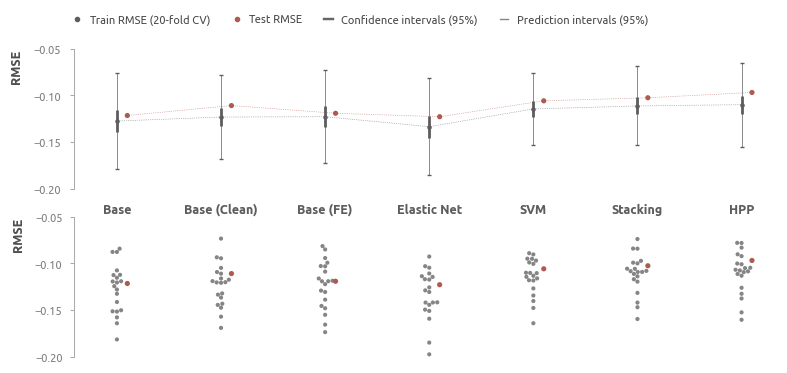 Train RMSE (20-fold CV) Test RMSE Confidence intervals (95%) Prediction intervals (95%)
RMSE
−0.05
−0.10
−0.15
−0.20
Base Base (Clean) Base (FE) Elastic Net SVM Stacking HPP
RMSE
−0.05
−0.10
−0.15
−0.20